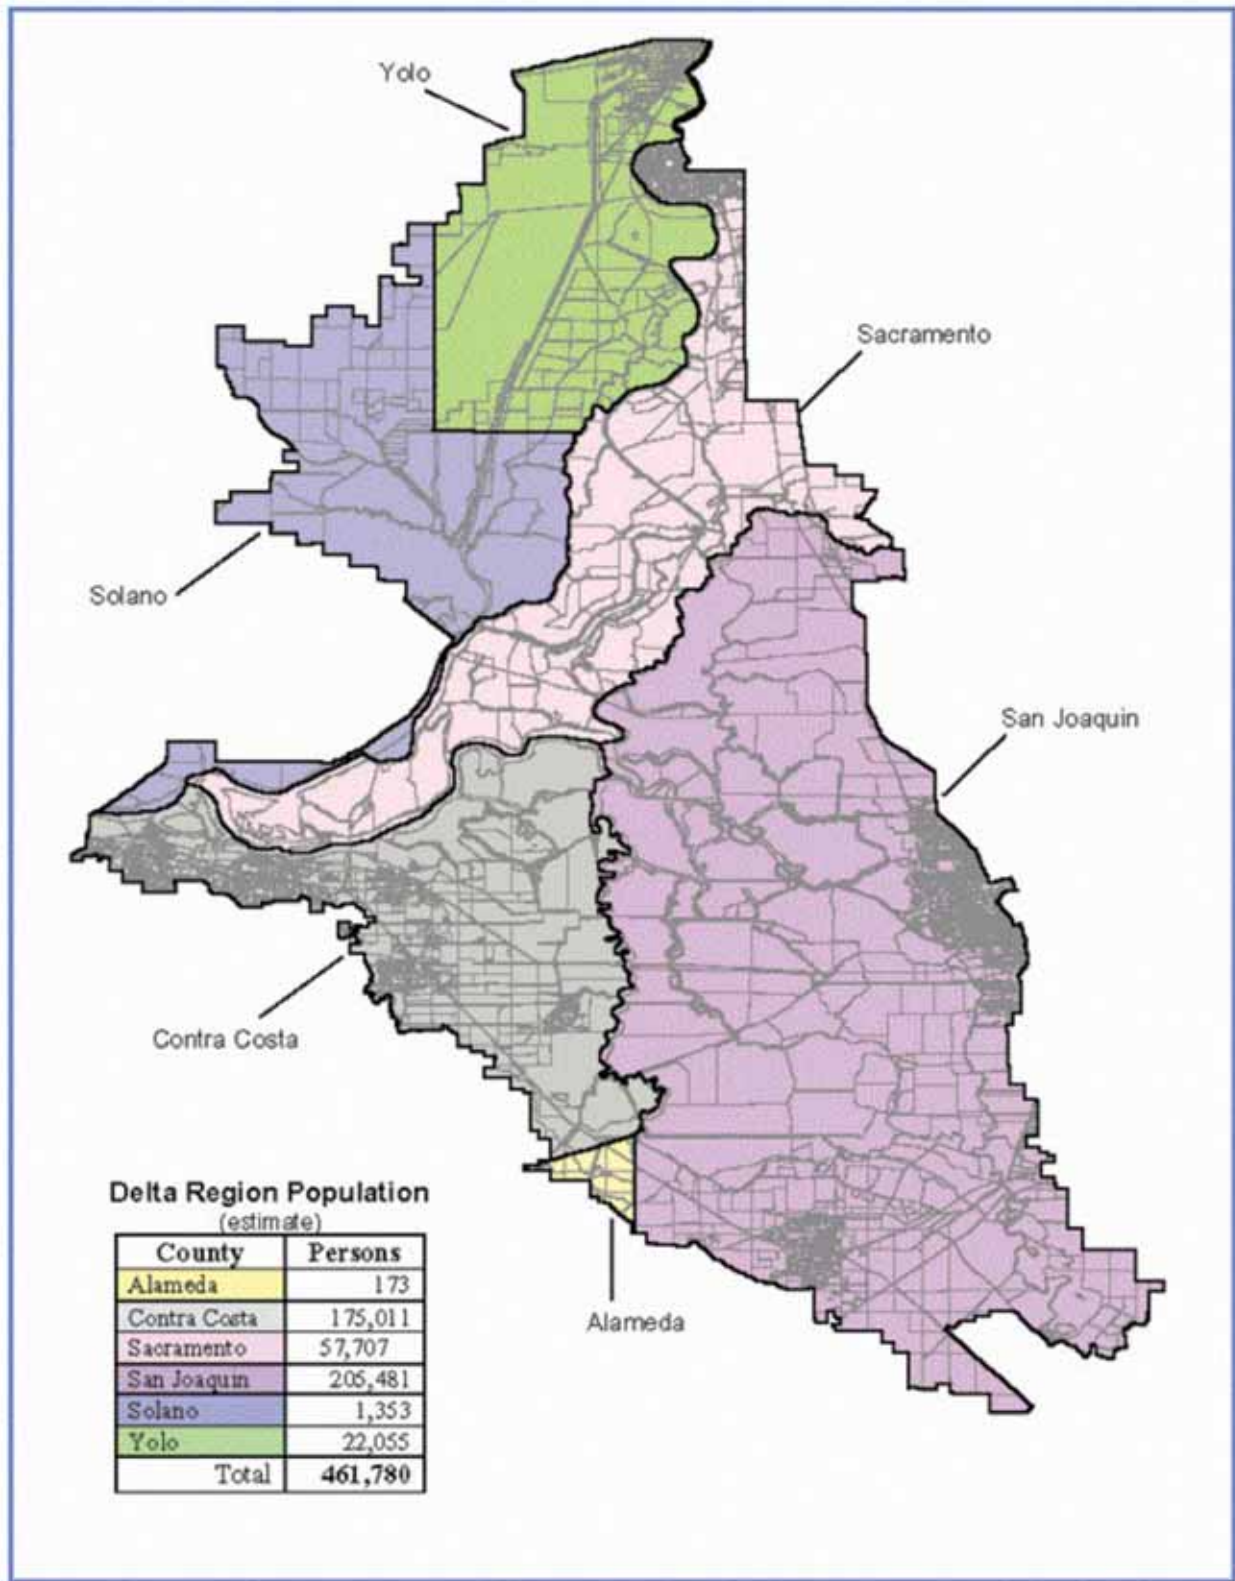 Yolo
Sacramento
Solano
San Joaquin
Contra Costa
Alameda
Delta Region Population
(estimate)
County Persons
Alameda 173
Contra Costa 175,011
Sacramento 57,707
San Joaquin 205,481
Solano 1,353
Yolo 22,055
Total 461,780